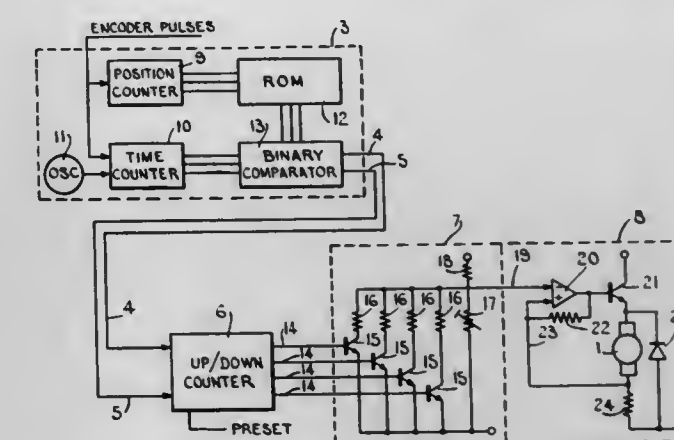 ENCODER PULSES
3
POSITION
COUNTER
9
ROM
12
11
OSC
10
TIME
COUNTER
13
BINARY
COMPARATOR
4
5
4
5
6
UP/DOWN
COUNTER
PRESET
14
14
14
14
7
18
16
16
16
16
17
15
15
15
15
8
19
20
21
22
23
1
24